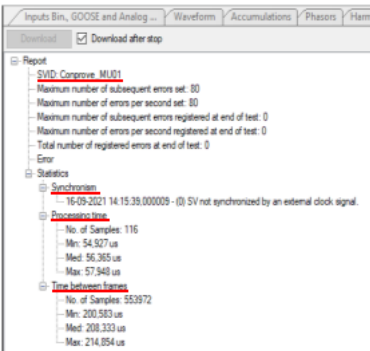 Inputs Bin., GOOSE and Analog ... Waveform Accumulations Phasors Harm
Download Download after stop
Report
SVID: Conprove_MU01
Maximum number of subsequent errors set: 80
Maximum number of errors per second set: 80
Maximum number of subsequent errors registered at end of test: 0
Maximum number of errors per second registered at end of test: 0
Total number of registered errors at end of test: 0
Error
Statistics
Synchronism
16-09-2021 14:15:39,000009 - (0) SV not synchronized by an external clock signal.
Processing time
No. of Samples: 116
Min: 54,927 us
Med: 56,365 us
Max: 57,948 us
Time between frames
No. of Samples: 553972
Min: 200,583 us
Med: 208,333 us
Max: 214,854 us